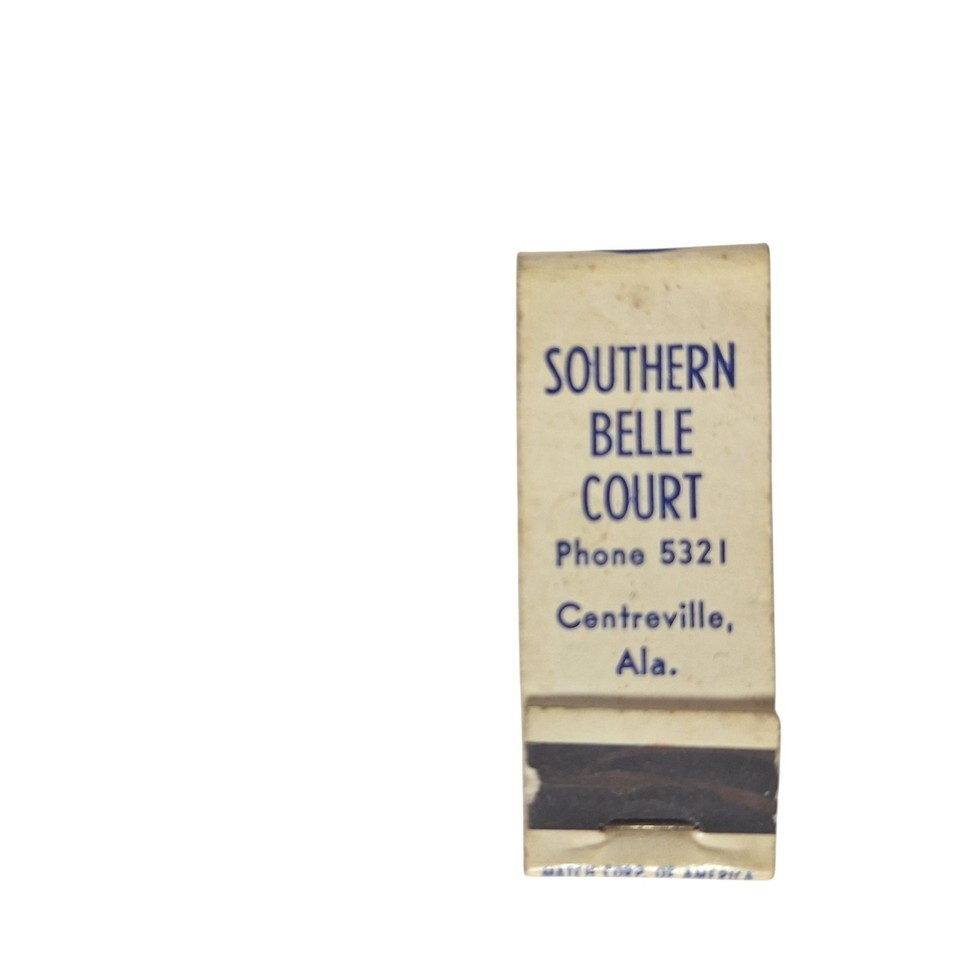 SOUTHERN
BELLE
COURT
Phone 5321
Centreville,
Ala.
MATCH CORP. OF AMERICA